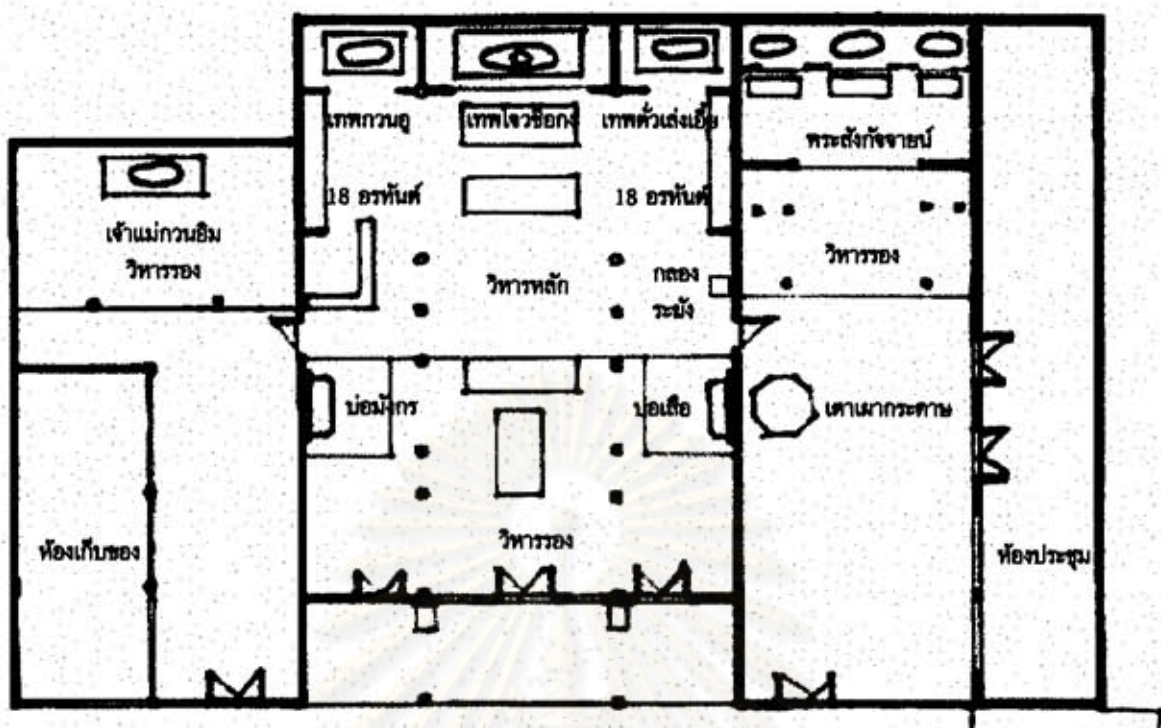 เทพกวนอู
เทพโจวซือกง
เทพตั่วเล่งเอี้ย
พระสังกัจจายน์
18 อรหันต์
18 อรหันต์
เจ้าแม่กวนอิม
วิหารรอง
วิหารหลัก
กลอง
ระฆัง
วิหารรอง
บ่อมังกร
บ่อเสือ
เตาเผากระดาษ
ห้องเก็บของ
วิหารรอง
ห้องประชุม